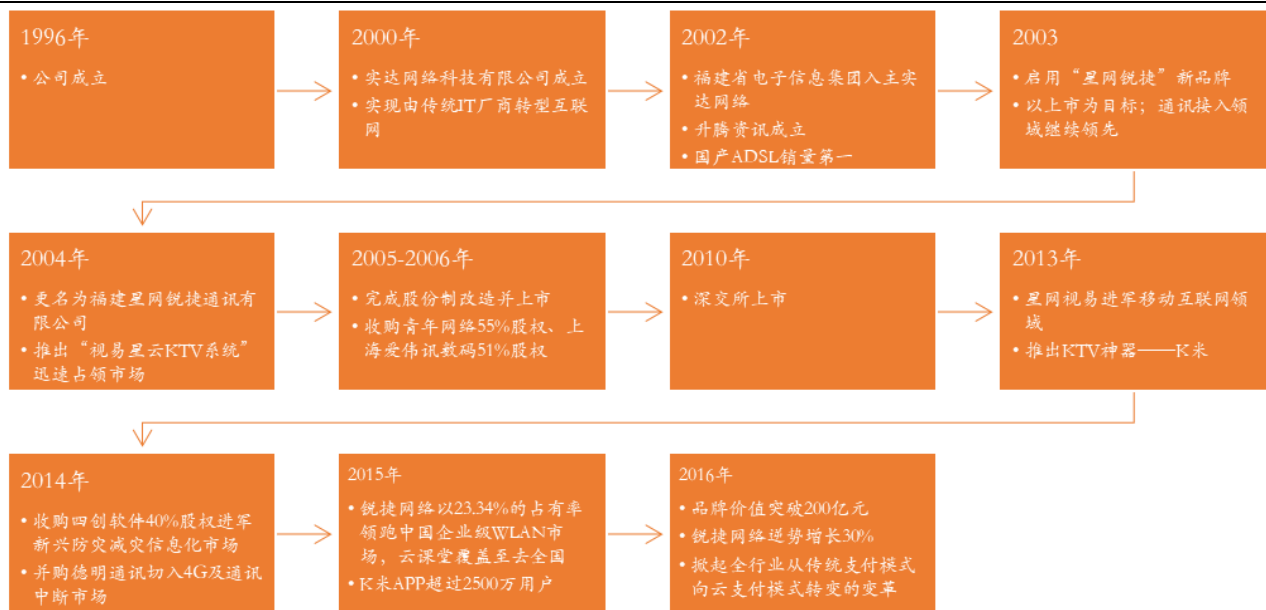 1996年
• 公司成立
2000年
• 实达网络科技有限公司成立
• 实现由传统IT厂商转型互联
网
2002年
• 福建省电子信息集团入主实
达网络
• 升腾资讯成立
• 国产ADSL销量第一
2003
• 启用“星网锐捷”新品牌
• 以上市为目标；通讯接入领
域继续领先
2004年
• 更名为福建星网锐捷通讯有
限公司
• 推出“视易星云KTV系统”
迅速占领市场
2005-2006年
• 完成股份制改造并上市
• 收购青年网络55%股权、上
海爱伟讯数码51%股权
2010年
• 深交所上市
2013年
• 星网视易进军移动互联网领
域
• 推出KTV神器——K米
2014年
• 收购四创软件40%股权进军
新兴防灾减灾信息化市场
• 并购德明通讯切入4G及通讯
中断市场
2015年
• 锐捷网络以23.34%的占有率
领跑中国企业级WLAN市
场，云课堂覆盖至去全国
• K米APP超过2500万用户
2016年
• 品牌价值突破200亿元
• 锐捷网络逆势增长30%
• 掀起全行业从传统支付模式
向云支付模式转变的变革